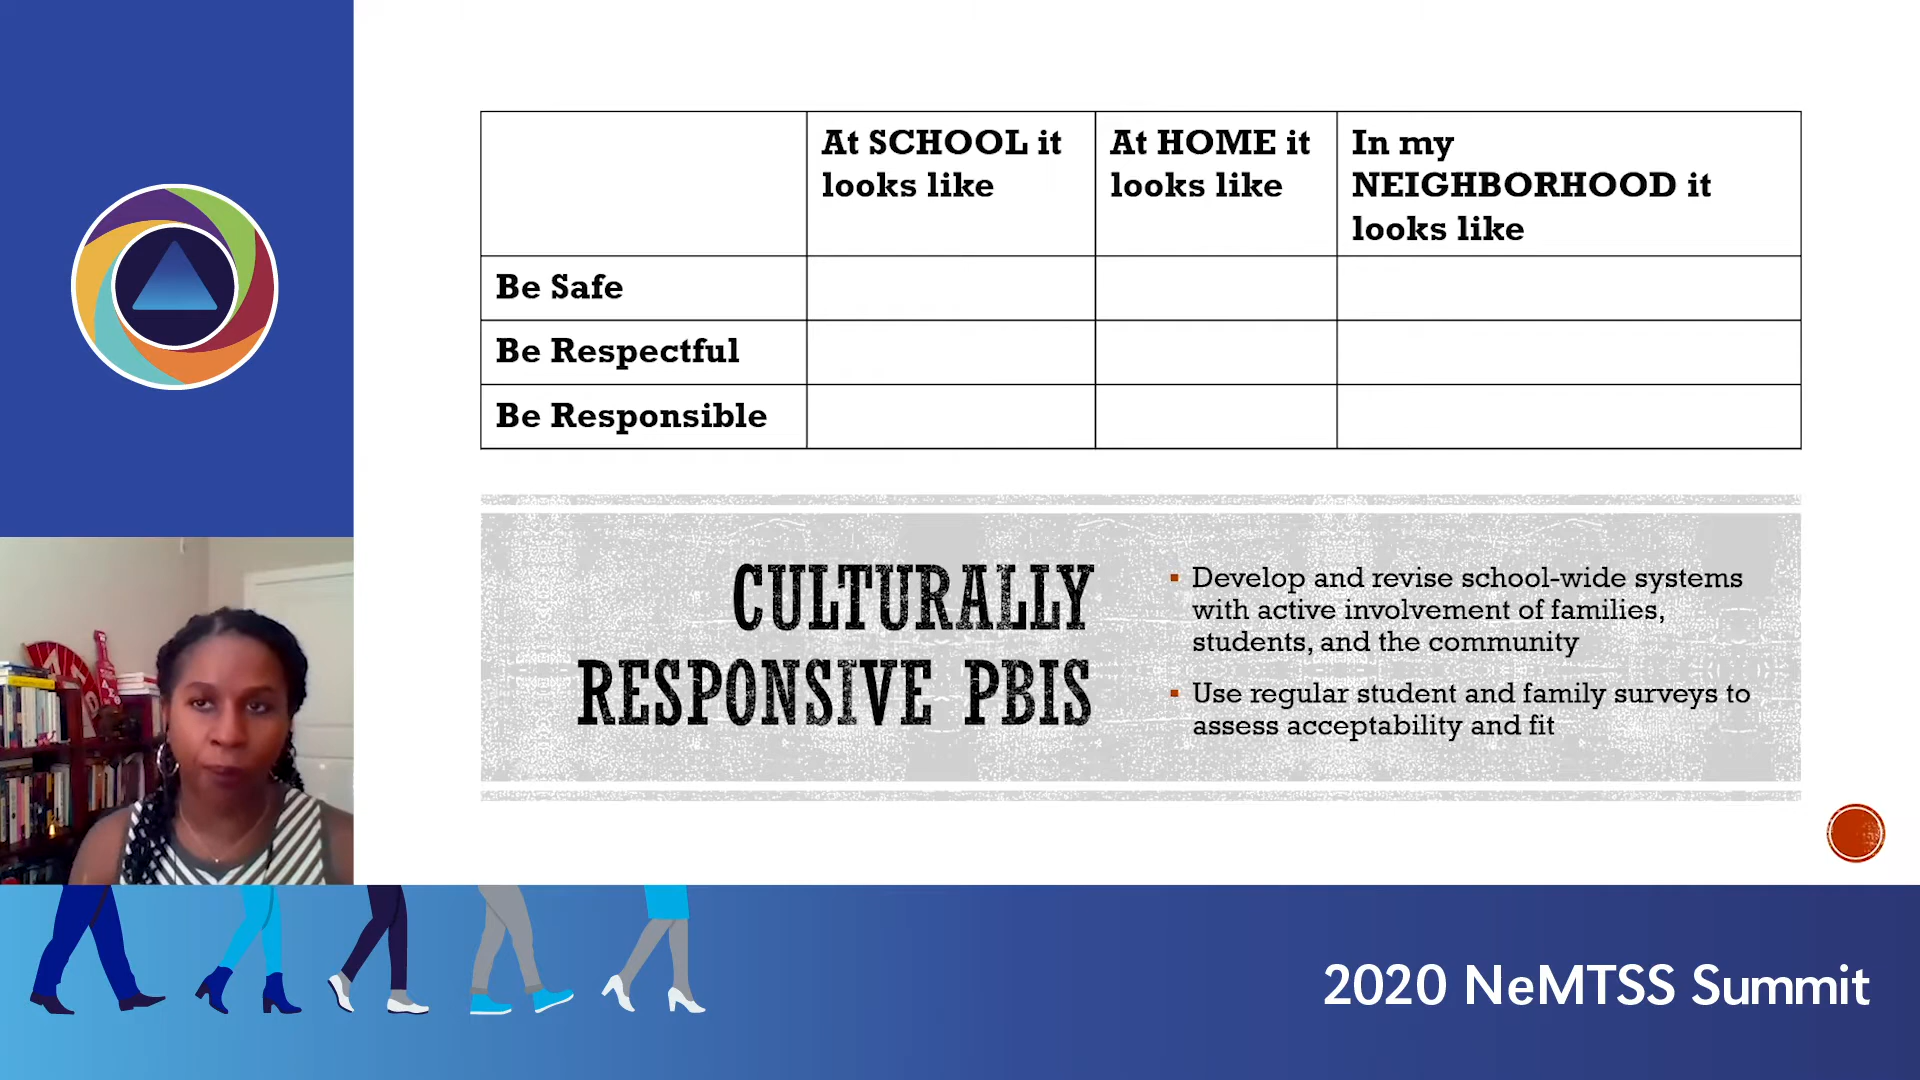 At SCHOOL it
looks like
At HOME it
looks like
In my
NEIGHBORHOOD it
looks like
Be Safe
Be Respectful
Be Responsible
CULTURALLY
RESPONSIVE PBIS
▪ Develop and revise school-wide systems
with active involvement of families,
students, and the community
▪ Use regular student and family surveys to
assess acceptability and fit
2020 NeMTSS Summit